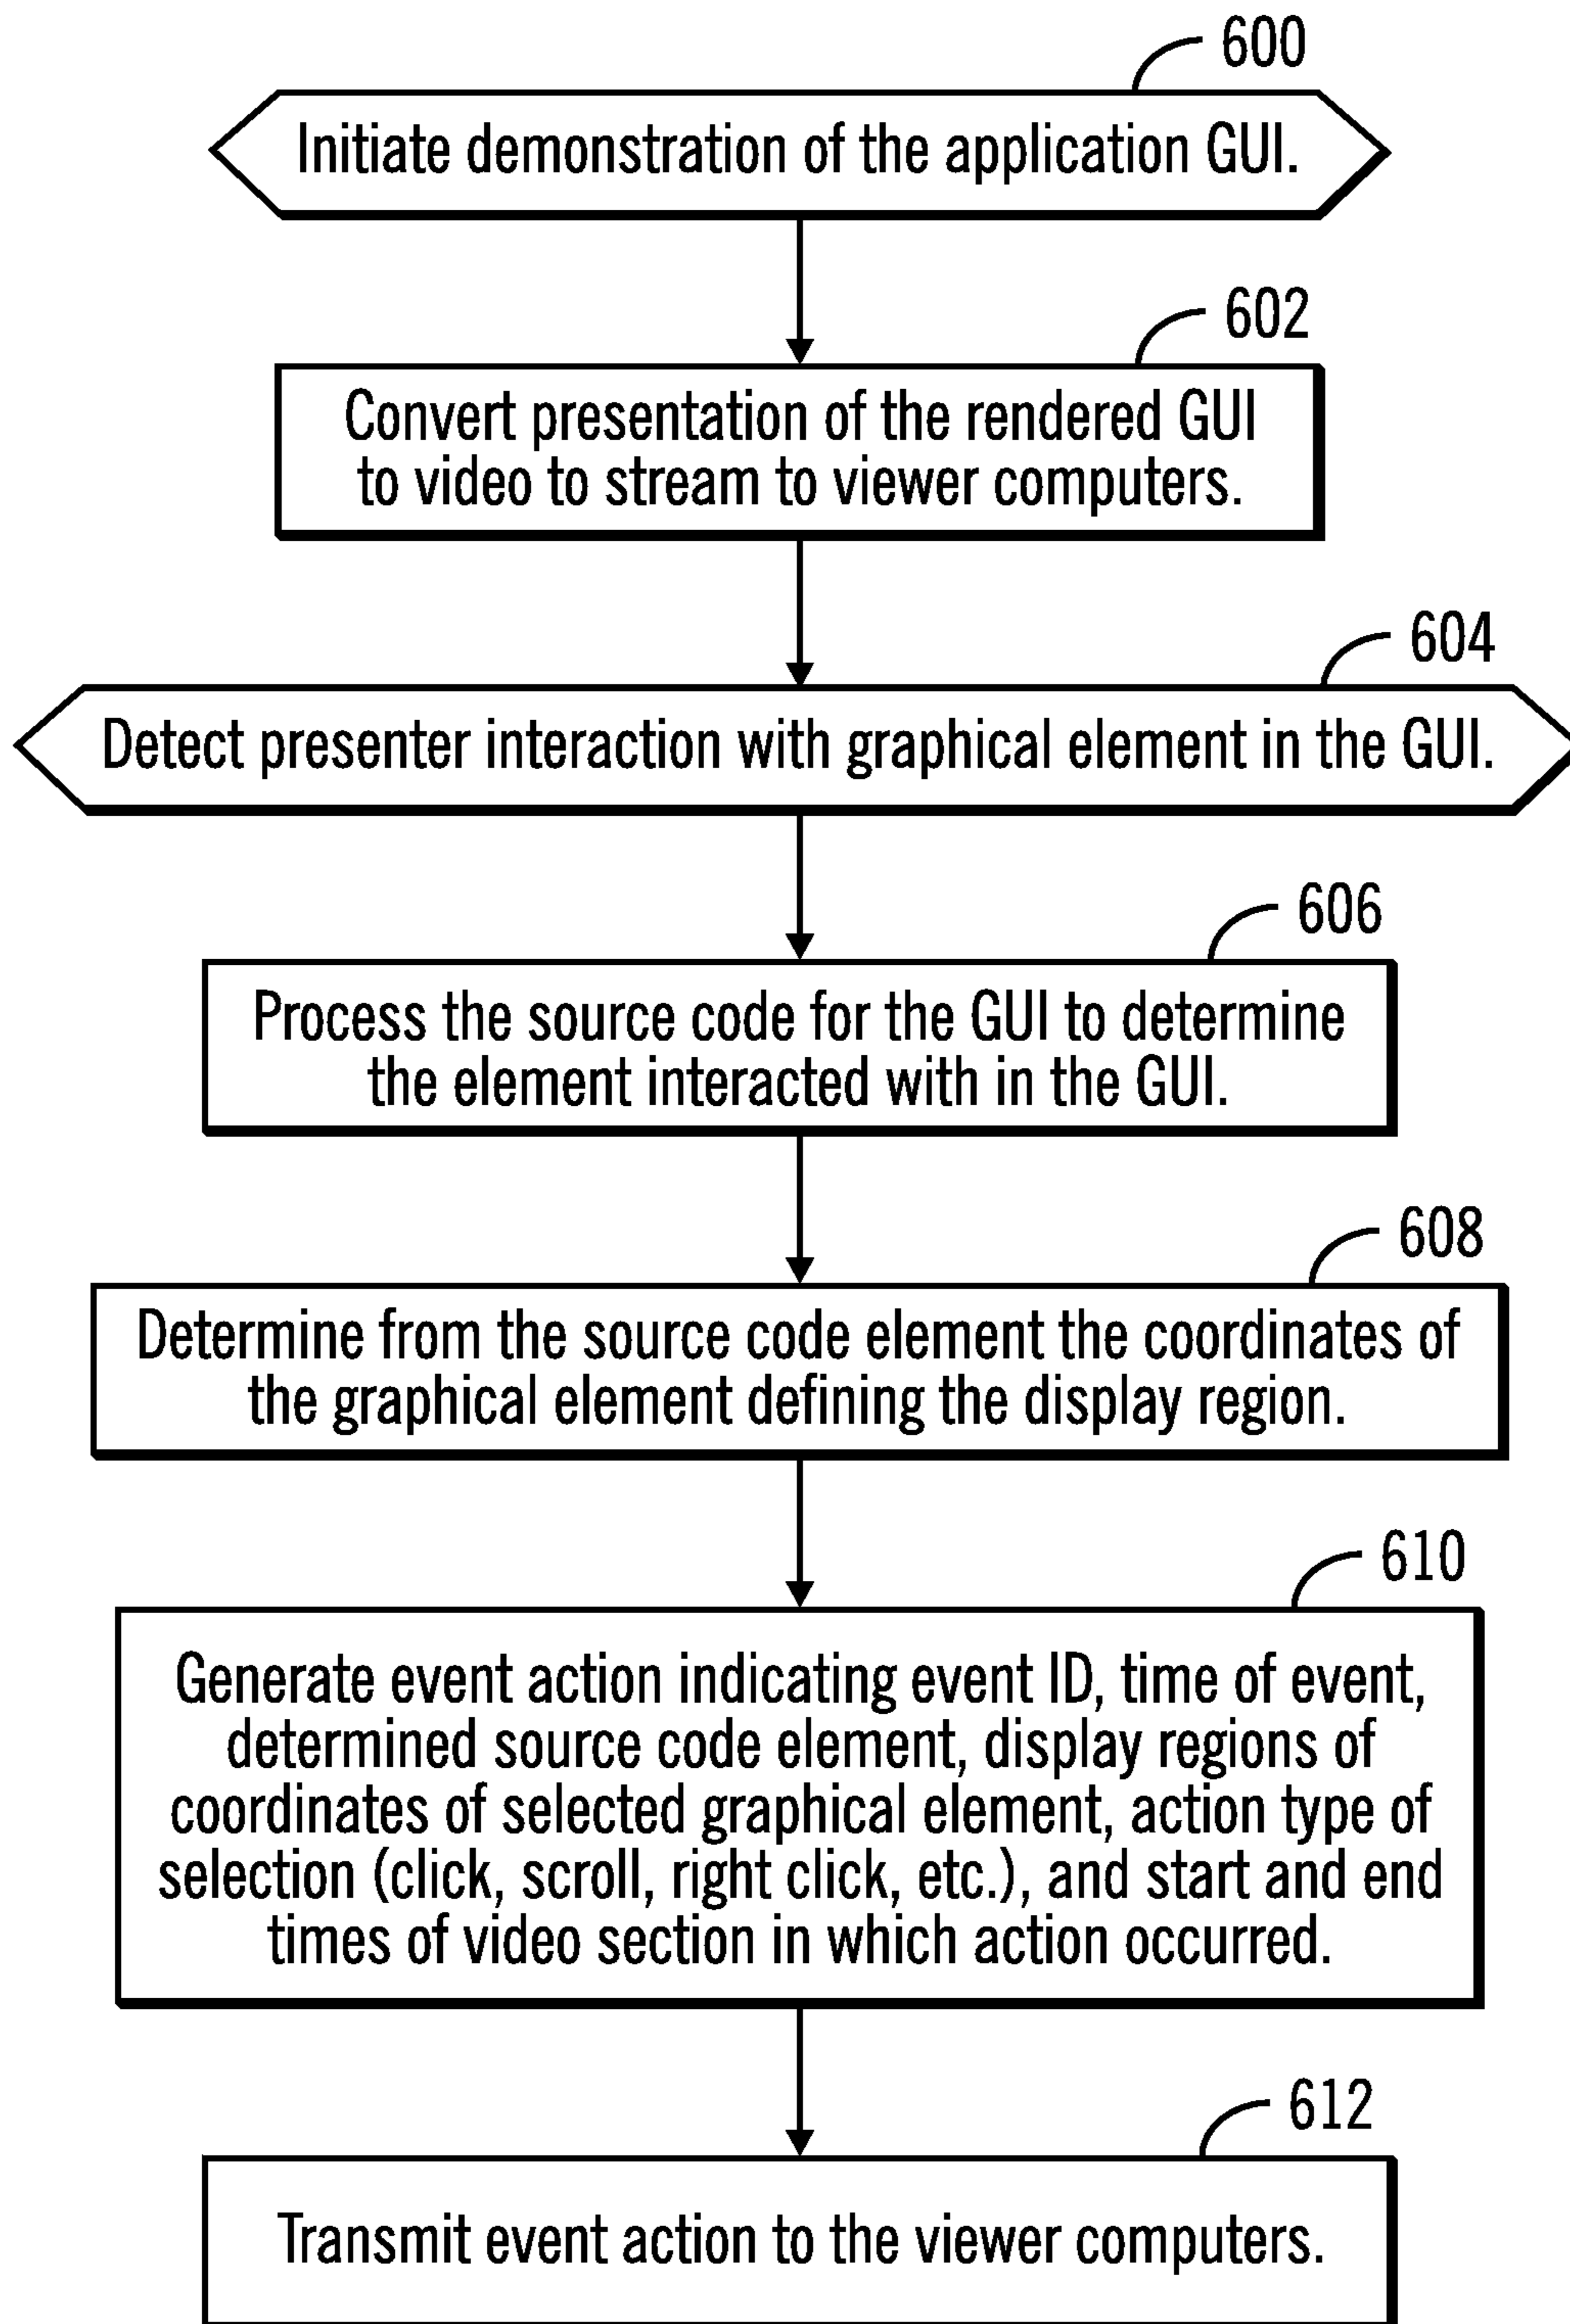 600
Initiate demonstration of the application GUI.
602
Convert presentation of the rendered GUI
to video to stream to viewer computers.
604
Detect presenter interaction with graphical element in the GUI.
606
Process the source code for the GUI to determine
the element interacted with in the GUI.
608
Determine from the source code element the coordinates of
the graphical element defining the display region.
610
Generate event action indicating event ID, time of event,
determined source code element, display regions of
coordinates of selected graphical element, action type of
selection (click, scroll, right click, etc.), and start and end
times of video section in which action occurred.
612
Transmit event action to the viewer computers.